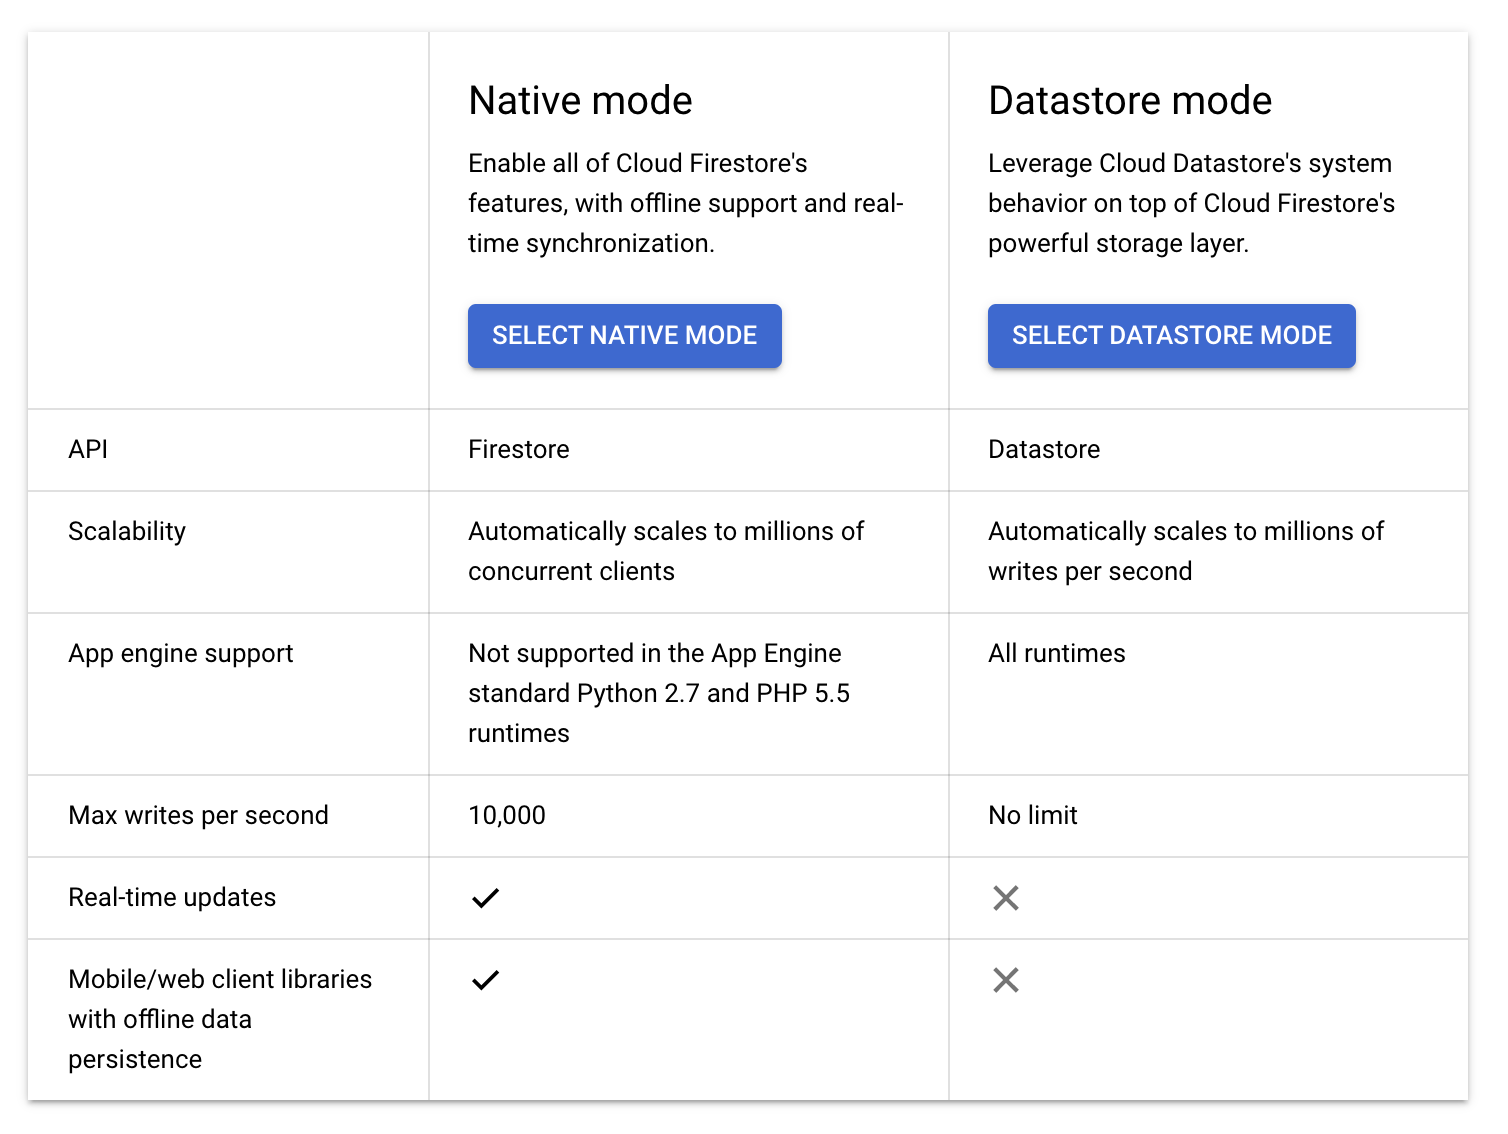 Native mode
Enable all of Cloud Firestore's
features, with offline support and real-
time synchronization.
SELECT NATIVE MODE
Datastore mode
Leverage Cloud Datastore's system
behavior on top of Cloud Firestore's
powerful storage layer.
SELECT DATASTORE MODE
API
Firestore
Datastore
Scalability
Automatically scales to millions of
concurrent clients
Automatically scales to millions of
writes per second
App engine support
Not supported in the App Engine
standard Python 2.7 and PHP 5.5
runtimes
All runtimes
Max writes per second
10,000
No limit
Real-time updates
Mobile/web client libraries
with offline data
persistence